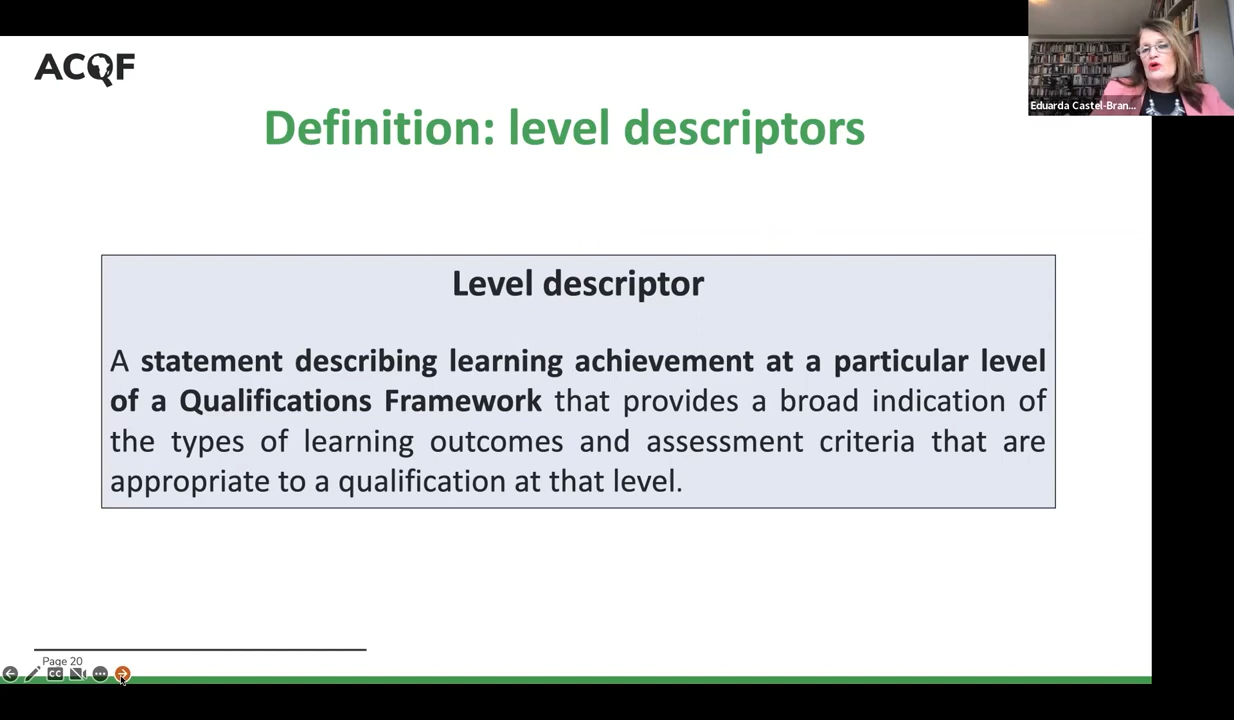 ACQF
Eduarda Castel-Bran...
Definition: level descriptors
Level descriptor
A statement describing learning achievement at a particular level
of a Qualifications Framework that provides a broad indication of
the types of learning outcomes and assessment criteria that are
appropriate to a qualification at that level.
Page 20
CC